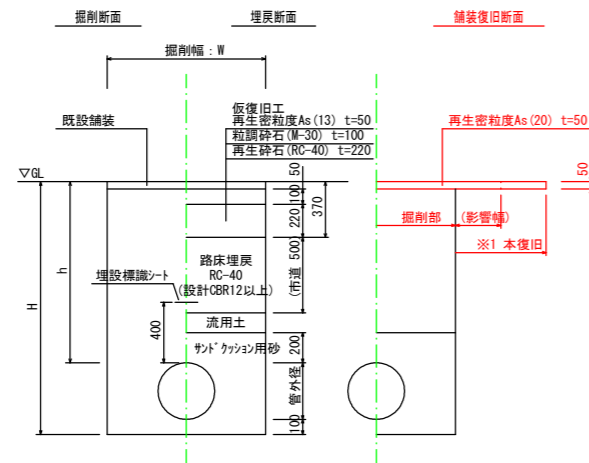 掘削断面
埋戻断面
舗装復旧断面
掘削幅：W
仮復旧工
再生密粒度As(13) t=50
粒調砕石(M-30) t=100
再生砕石(RC-40) t=220
既設舗装
再生密粒度As(20) t=50
▽GL
50
100
220
370
50
掘削部
(影響幅)
※1 本復旧
h
H
路床埋戻
RC-40
(設計CBR12以上)
(市道 500)
埋設標識シート
400
流用土
サンドクッション用砂
200
管外径
100